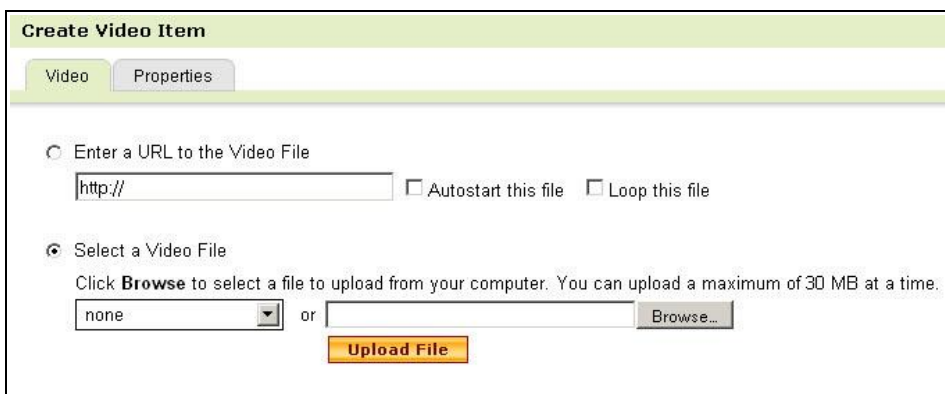 Create Video Item
Video Properties
Enter a URL to the Video File
http:// Autostart this file Loop this file
Select a Video File
Click Browse to select a file to upload from your computer. You can upload a maximum of 30 MB at a time.
none or Browse...
Upload File